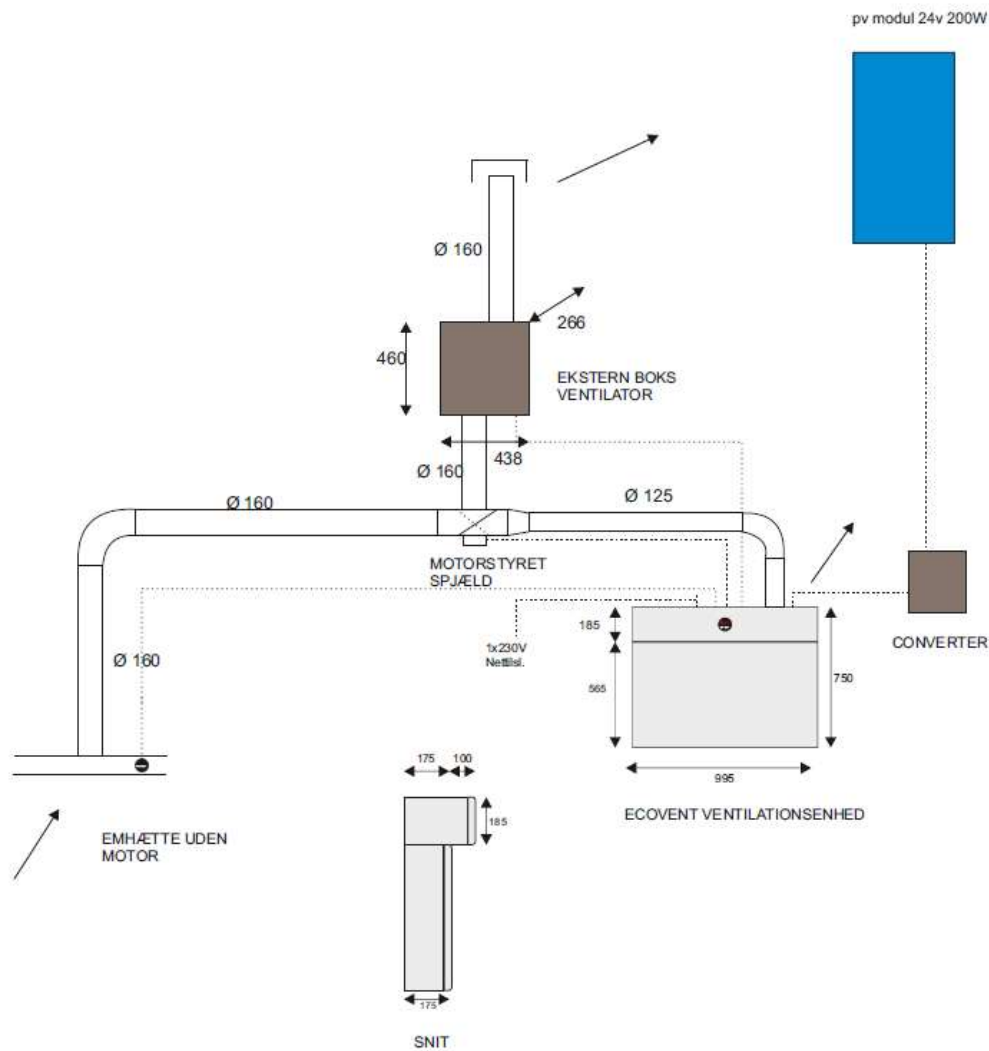 pv modul 24v 200W
Ø 160
266
460
EKSTERN BOKS
VENTILATOR
438
Ø 160
Ø 160
Ø 125
MOTORSTYRET
SPJÆLD
185
1x230V
Nettilsl.
CONVERTER
Ø 160
565
750
175
100
995
185
ECOVENT VENTILATIONSENHED
EMHÆTTE UDEN
MOTOR
175
SNIT